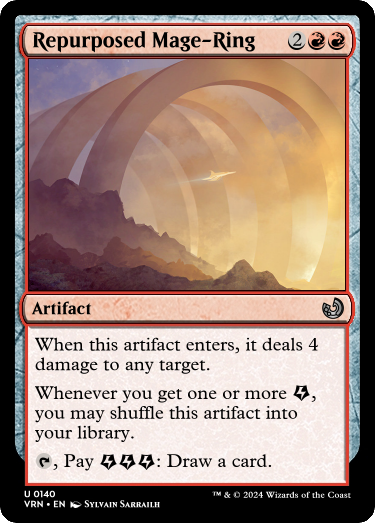 Repurposed Mage-Ring 2
Artifact
When this artifact enters, it deals 4
damage to any target.
Whenever you get one or more ,
you may shuffle this artifact into
your library.
, Pay : Draw a card.
U 0140
VRN • EN Sylvain Sarrailh
™ & © 2024 Wizards of the Coast